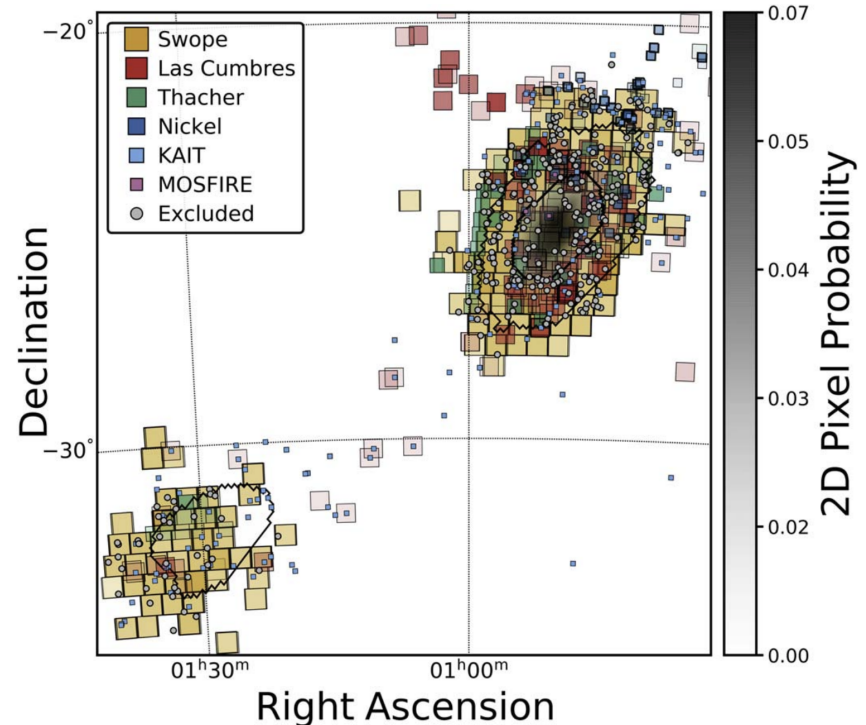 Swope
Las Cumbres
Thacher
Nickel
KAIT
MOSFIRE
Excluded
−20°
−30°
Declination
01ʰ30ᵐ
01ʰ00ᵐ
Right Ascension
0.07
0.05
0.04
0.03
0.02
0.00
2D Pixel Probability